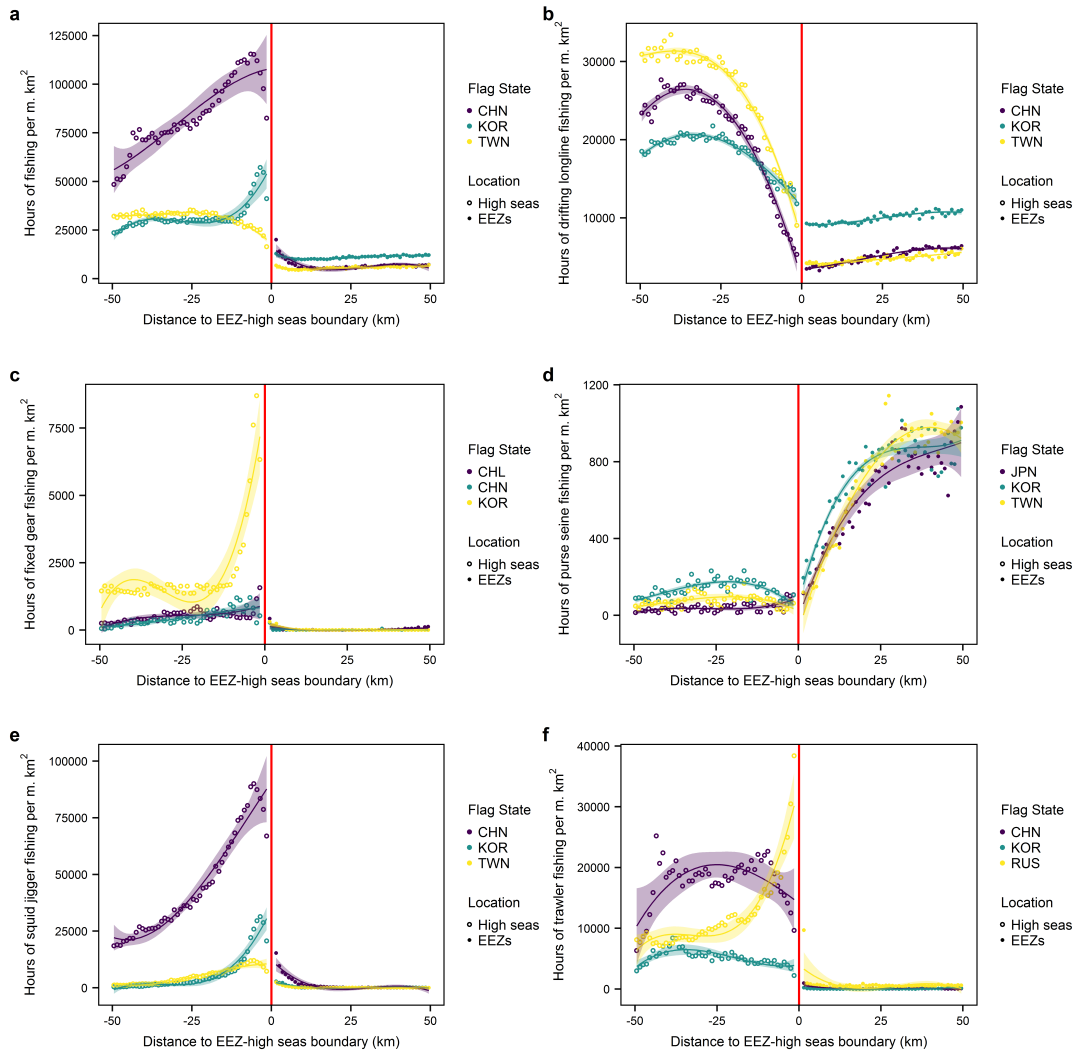 a
Hours of fishing per m. km²
125000
100000
75000
50000
25000
0
-50 -25 0 25 50
Distance to EEZ-high seas boundary (km)
Flag State
CHN
KOR
TWN
Location
High seas
EEZs
b
Hours of drifting longline fishing per m. km²
30000
20000
10000
-50 -25 0 25 50
Distance to EEZ-high seas boundary (km)
Flag State
CHN
KOR
TWN
Location
High seas
EEZs
c
Hours of fixed gear fishing per m. km²
7500
5000
2500
0
-50 -25 0 25 50
Distance to EEZ-high seas boundary (km)
Flag State
CHL
CHN
KOR
Location
High seas
EEZs
d
Hours of purse seine fishing per m. km²
1200
800
400
0
-50 -25 0 25 50
Distance to EEZ-high seas boundary (km)
Flag State
JPN
KOR
TWN
Location
High seas
EEZs
e
Hours of squid jigger fishing per m. km²
100000
75000
50000
25000
0
-50 -25 0 25 50
Distance to EEZ-high seas boundary (km)
Flag State
CHN
KOR
TWN
Location
High seas
EEZs
f
Hours of trawler fishing per m. km²
40000
30000
20000
10000
0
-50 -25 0 25 50
Distance to EEZ-high seas boundary (km)
Flag State
CHN
KOR
RUS
Location
High seas
EEZs